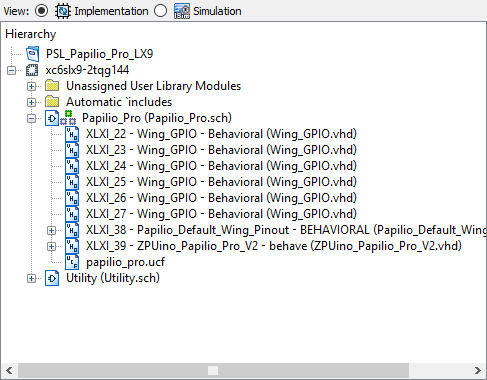 View: Implementation Simulation
Hierarchy
PSL_Papilio_Pro_LX9
xc6slx9-2tqg144
Unassigned User Library Modules
Automatic `includes
Papilio_Pro (Papilio_Pro.sch)
XLXI_22 - Wing_GPIO - Behavioral (Wing_GPIO.vhd)
XLXI_23 - Wing_GPIO - Behavioral (Wing_GPIO.vhd)
XLXI_24 - Wing_GPIO - Behavioral (Wing_GPIO.vhd)
XLXI_25 - Wing_GPIO - Behavioral (Wing_GPIO.vhd)
XLXI_26 - Wing_GPIO - Behavioral (Wing_GPIO.vhd)
XLXI_27 - Wing_GPIO - Behavioral (Wing_GPIO.vhd)
XLXI_38 - Papilio_Default_Wing_Pinout - BEHAVIORAL (Papilio_Default_Wing
XLXI_39 - ZPUino_Papilio_Pro_V2 - behave (ZPUino_Papilio_Pro_V2.vhd)
papilio_pro.ucf
Utility (Utility.sch)